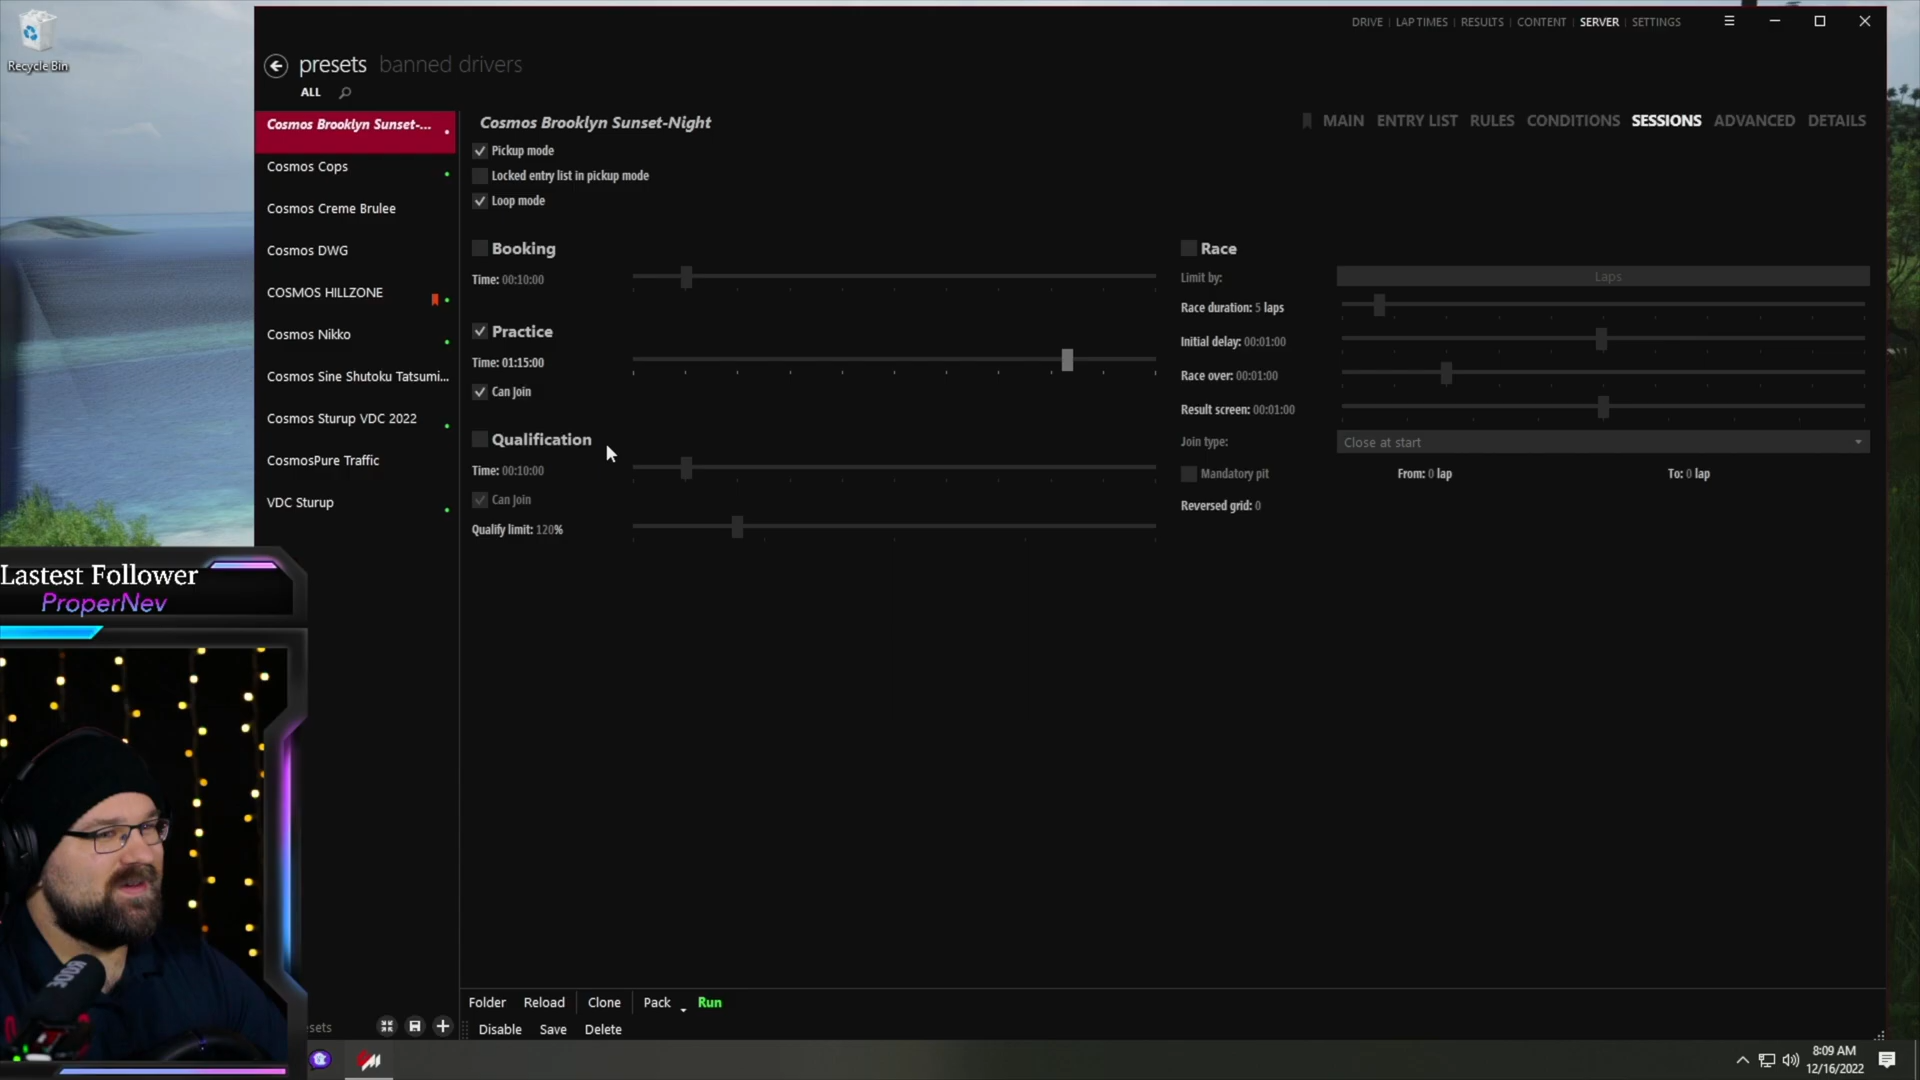 Recycle Bin
DRIVE | LAP TIMES | RESULTS | CONTENT | SERVER | SETTINGS
presets banned drivers
ALL
Cosmos Brooklyn Sunset-...
Cosmos Cops
Cosmos Creme Brulee
Cosmos DWG
COSMOS HILLZONE
Cosmos Nikko
Cosmos Sine Shutoku Tatsumi...
Cosmos Sturup VDC 2022
CosmosPure Traffic
VDC Sturup
Cosmos Brooklyn Sunset-Night
MAIN ENTRY LIST RULES CONDITIONS SESSIONS ADVANCED DETAILS
Pickup mode
Locked entry list in pickup mode
Loop mode
Booking
Time: 00:10:00
Practice
Time: 01:15:00
Can Join
Qualification
Time: 00:10:00
Can Join
Qualify limit: 120%
Race
Limit by: Laps
Race duration: 5 laps
Initial delay: 00:01:00
Race over: 00:01:00
Result screen: 00:01:00
Join type: Close at start
Mandatory pit From: 0 lap To: 0 lap
Reversed grid: 0
Lastest Follower
ProperNev
RODE
sets
Folder Reload Clone Pack Run
Disable Save Delete
8:09 AM
12/16/2022